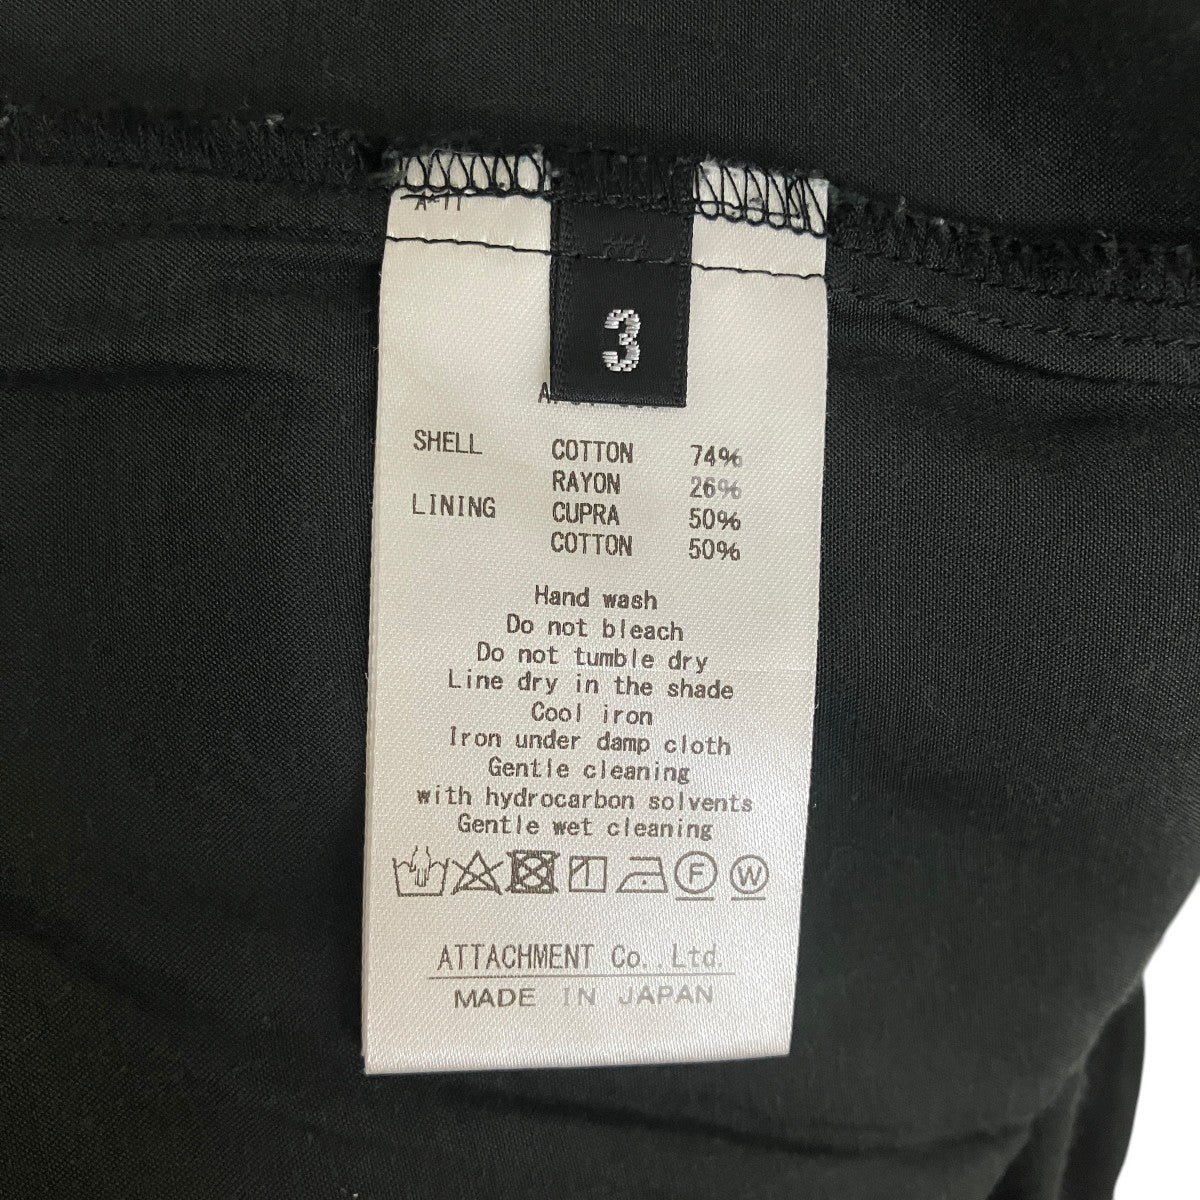 A-11
3
SHELL COTTON 74%
RAYON 26%
LINING CUPRA 50%
COTTON 50%
Hand wash
Do not bleach
Do not tumble dry
Line dry in the shade
Cool iron
Iron under damp cloth
Gentle cleaning
with hydrocarbon solvents
Gentle wet cleaning
F W
ATTACHMENT Co., Ltd.
MADE IN JAPAN